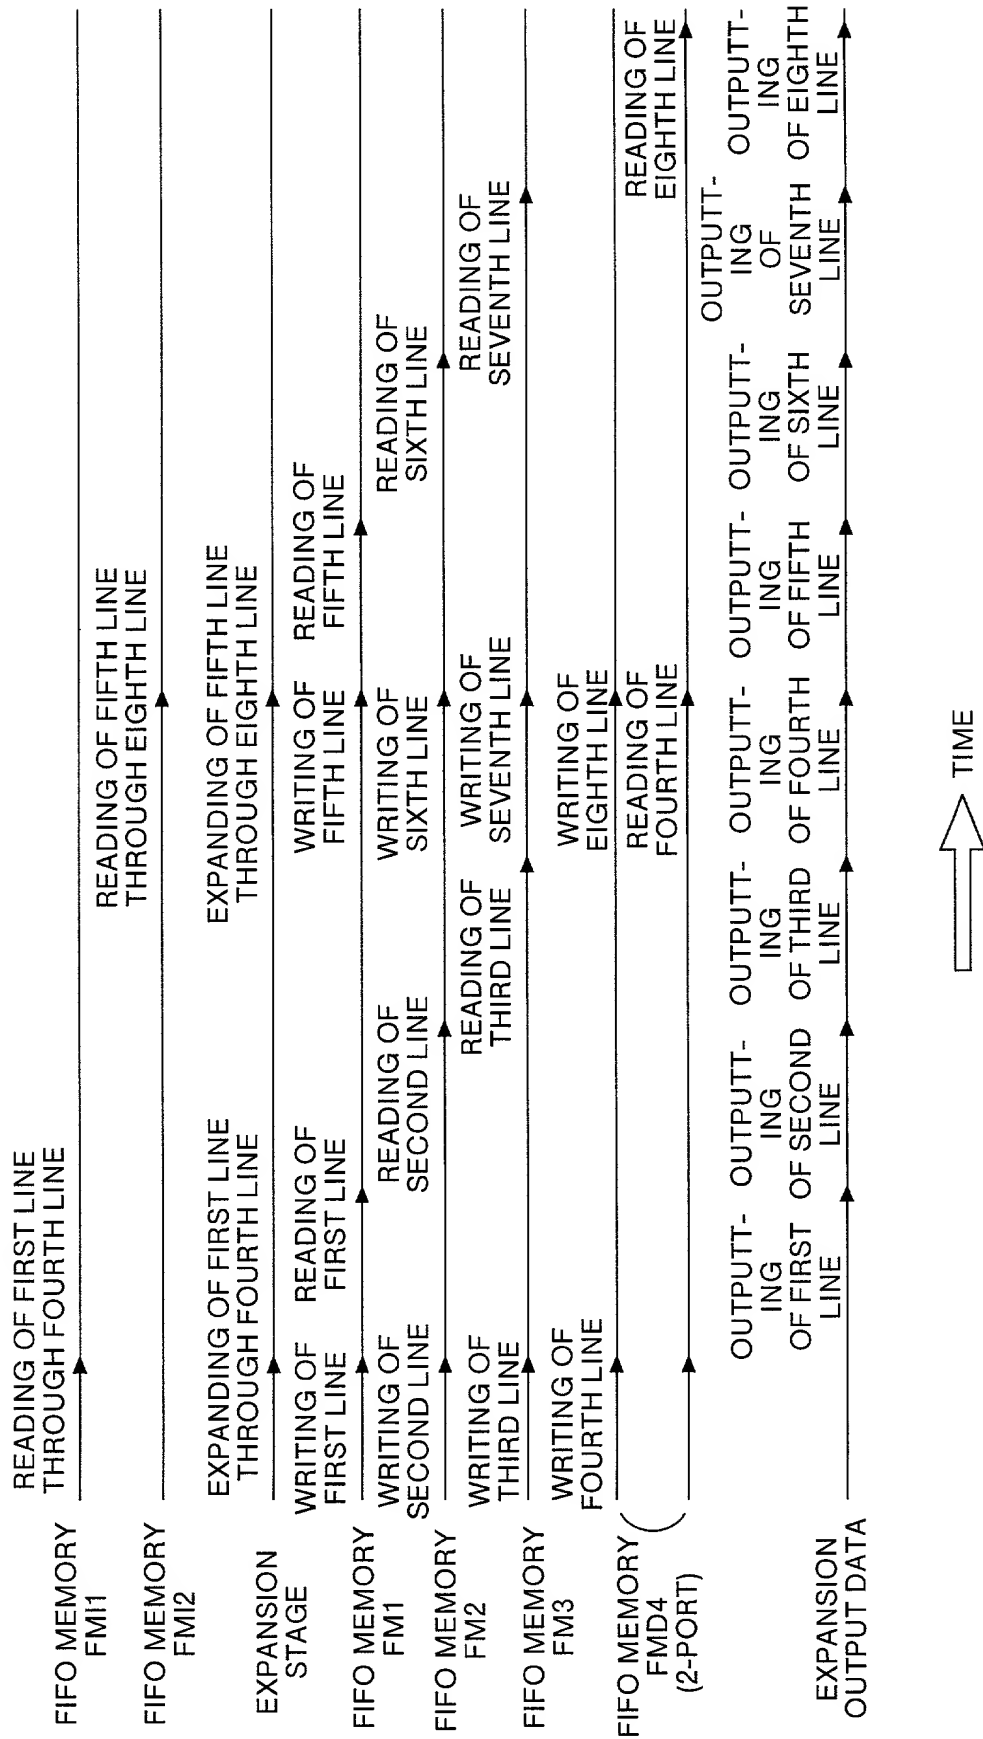 FIFO MEMORY
FMI1
READING OF FIRST LINE
THROUGH FOURTH LINE
FIFO MEMORY
FMI2
READING OF FIFTH LINE
THROUGH EIGHTH LINE
EXPANSION
STAGE
EXPANDING OF FIRST LINE
THROUGH FOURTH LINE
EXPANDING OF FIFTH LINE
THROUGH EIGHTH LINE
FIFO MEMORY
FM1
WRITING OF
FIRST LINE
READING OF
FIRST LINE
WRITING OF
FIFTH LINE
READING OF
FIFTH LINE
FIFO MEMORY
FM2
WRITING OF
SECOND LINE
READING OF
SECOND LINE
WRITING OF
SIXTH LINE
READING OF
SIXTH LINE
FIFO MEMORY
FM3
WRITING OF
THIRD LINE
READING OF
THIRD LINE
WRITING OF
SEVENTH LINE
READING OF
SEVENTH LINE
FIFO MEMORY
FMD4
(2-PORT)
WRITING OF
FOURTH LINE
WRITING OF
EIGHTH LINE
READING OF
FOURTH LINE
READING OF
EIGHTH LINE
EXPANSION
OUTPUT DATA
OUTPUTT-
ING
OF FIRST
LINE
OUTPUTT-
ING
OF SECOND
LINE
OUTPUTT-
ING
OF THIRD
LINE
OUTPUTT-
ING
OF FOURTH
LINE
OUTPUTT-
ING
OF FIFTH
LINE
OUTPUTT-
ING
OF SIXTH
LINE
OUTPUTT-
ING
OF
SEVENTH
LINE
OUTPUTT-
ING
OF EIGHTH
LINE
TIME